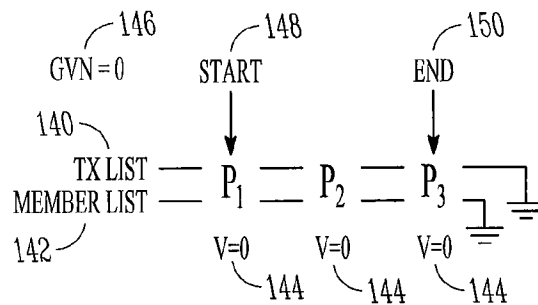 146 148 150
GVN = 0 START END
140
TX LIST P1 P2 P3
MEMBER LIST
142 V=0 V=0 V=0
144 144 144